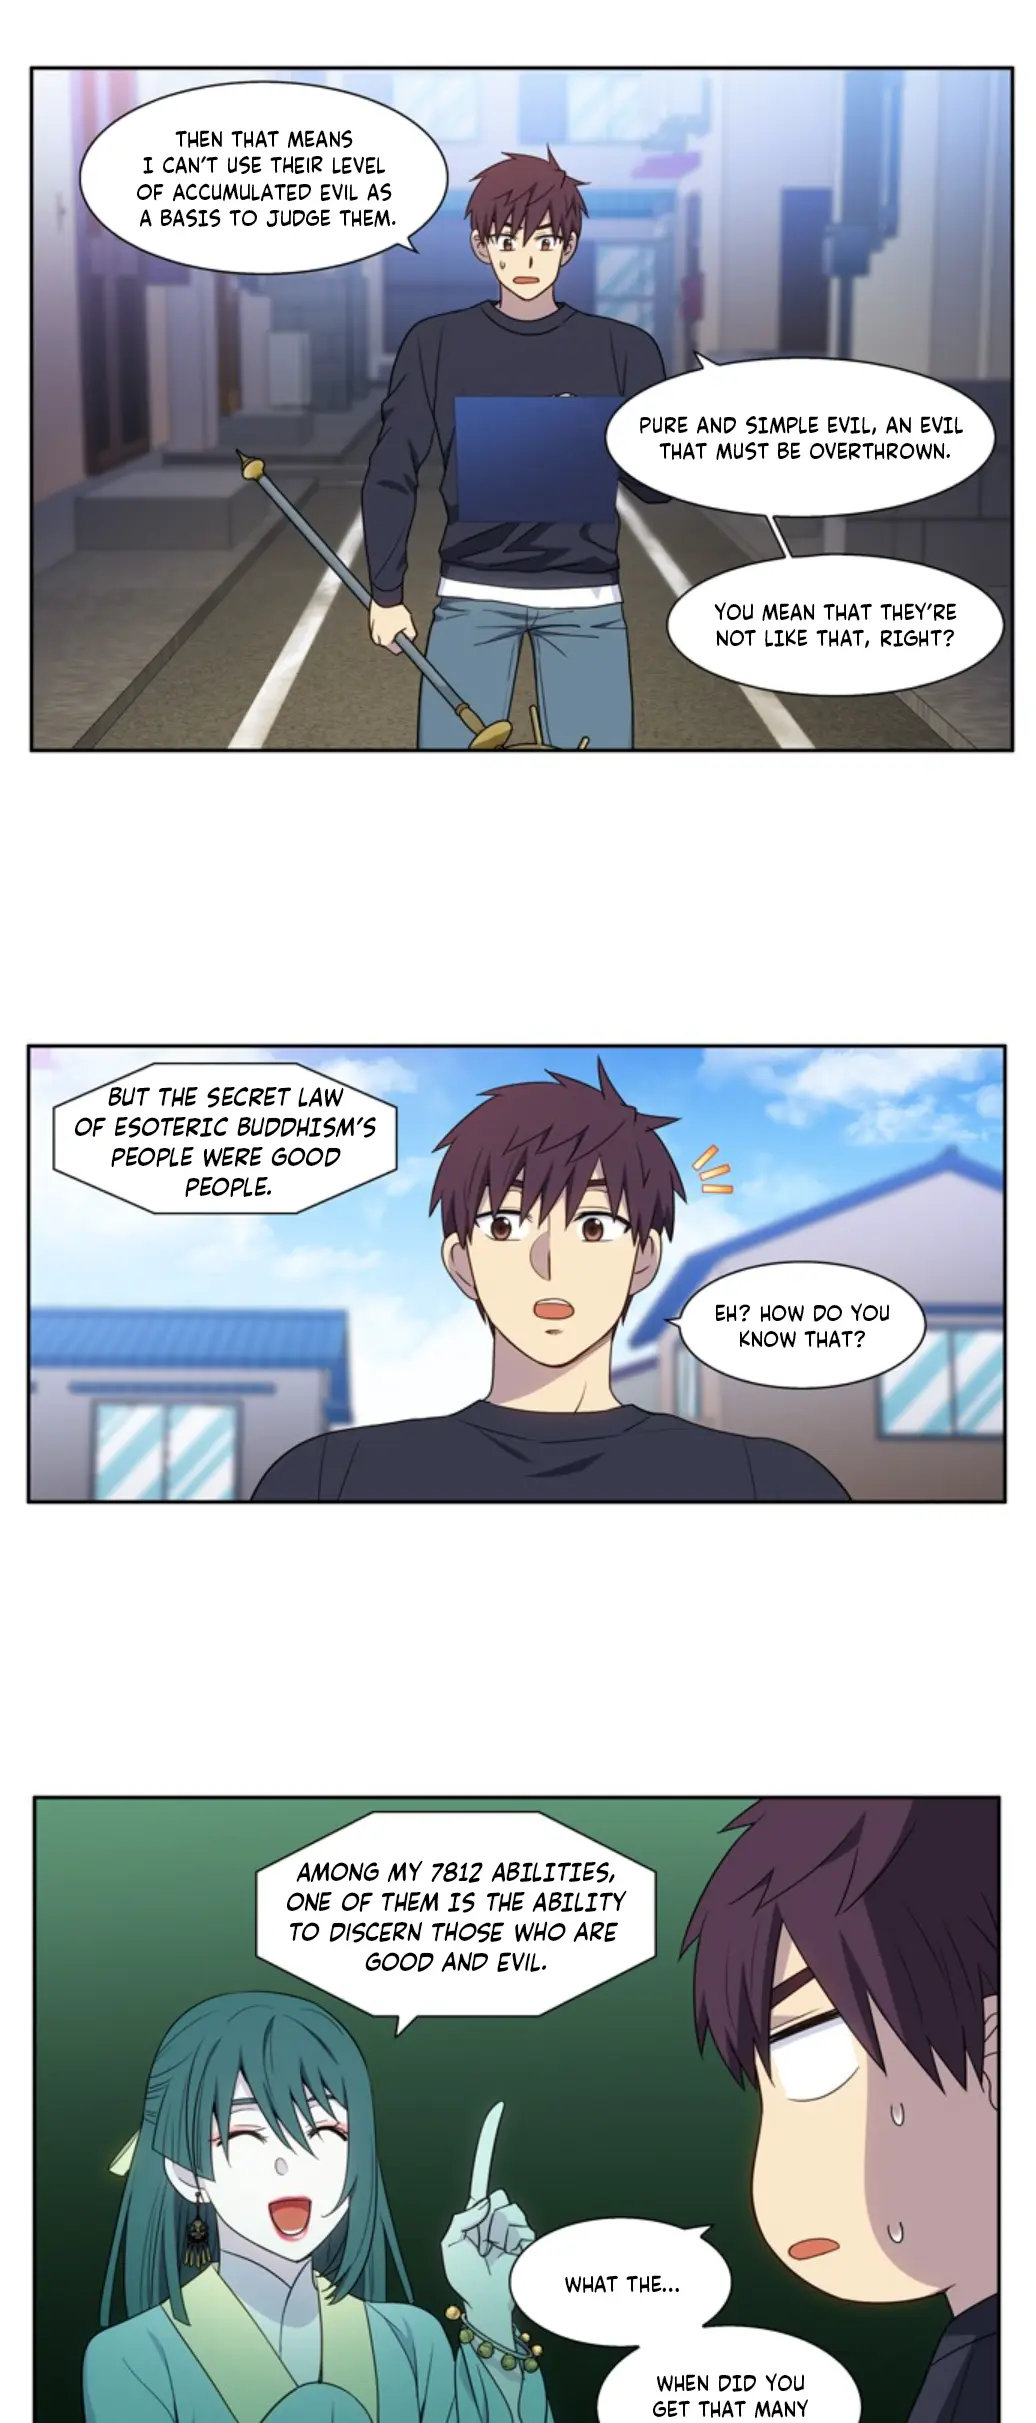 THEN THAT MEANS
I CAN'T USE THEIR LEVEL
OF ACCUMULATED EVIL AS
A BASIS TO JUDGE THEM.
PURE AND SIMPLE EVIL, AN EVIL
THAT MUST BE OVERTHROWN.
YOU MEAN THAT THEY'RE
NOT LIKE THAT, RIGHT?
BUT THE SECRET LAW
OF ESOTERIC BUDDHISM'S
PEOPLE WERE GOOD
PEOPLE.
EH? HOW DO YOU
KNOW THAT?
AMONG MY 7812 ABILITIES,
ONE OF THEM IS THE ABILITY
TO DISCERN THOSE WHO ARE
GOOD AND EVIL.
WHAT THE...
WHEN DID YOU
GET THAT MANY